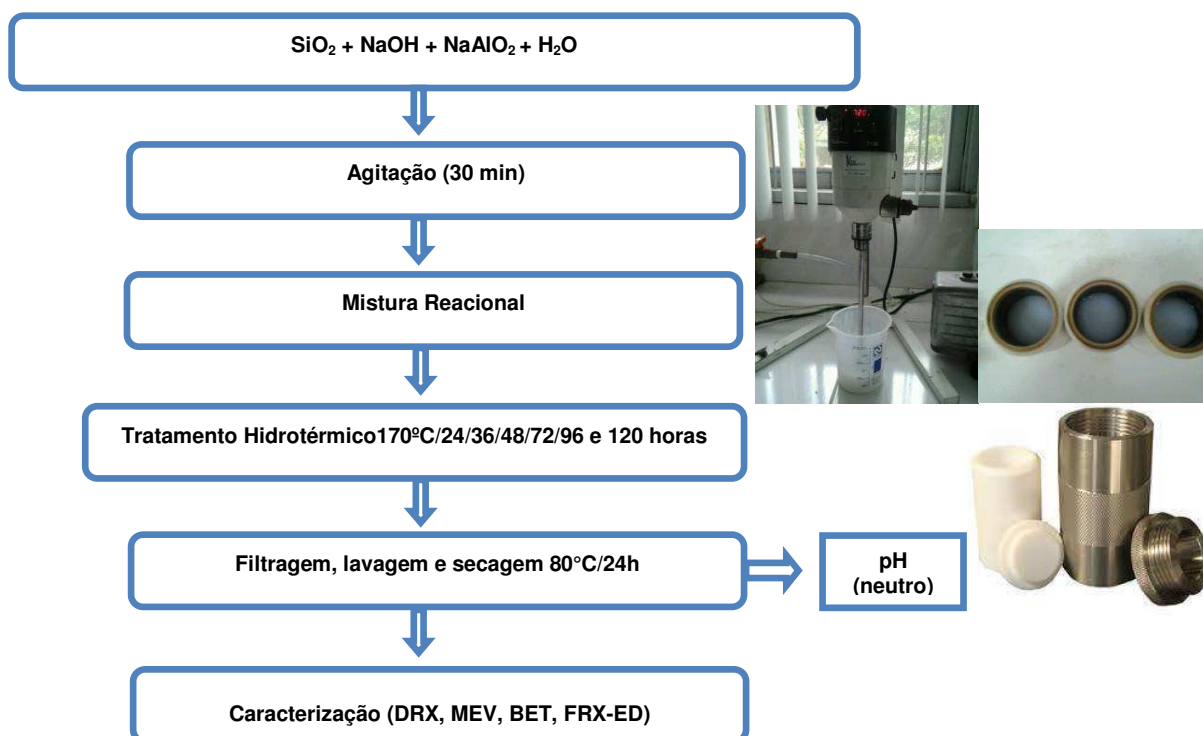 SiO₂ + NaOH + NaAlO₂ + H₂O
Agitação (30 min)
Mistura Reacional
Tratamento Hidrotérmico170ºC/24/36/48/72/96 e 120 horas
Filtragem, lavagem e secagem 80°C/24h
pH
(neutro)
Caracterização (DRX, MEV, BET, FRX-ED)